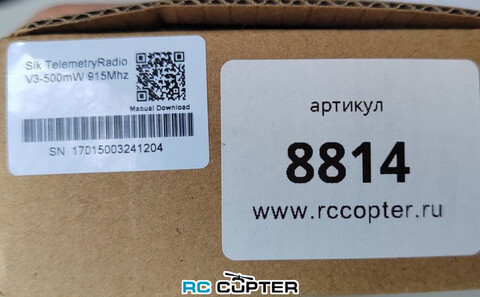 Sik TelemetryRadio
V3-500mW 915Mhz
Manual Download
SN 17015003241204
артикул
8814
www.rccopter.ru
RC COPTER